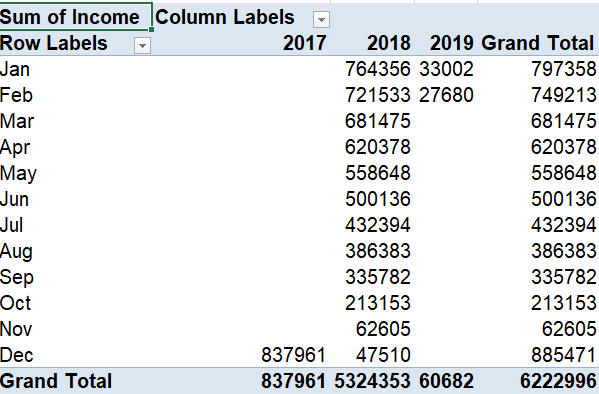 Sum of Income Column Labels
Row Labels 2017 2018 2019 Grand Total
Jan 764356 33002 797358
Feb 721533 27680 749213
Mar 681475 681475
Apr 620378 620378
May 558648 558648
Jun 500136 500136
Jul 432394 432394
Aug 386383 386383
Sep 335782 335782
Oct 213153 213153
Nov 62605 62605
Dec 837961 47510 885471
Grand Total 837961 5324353 60682 6222996